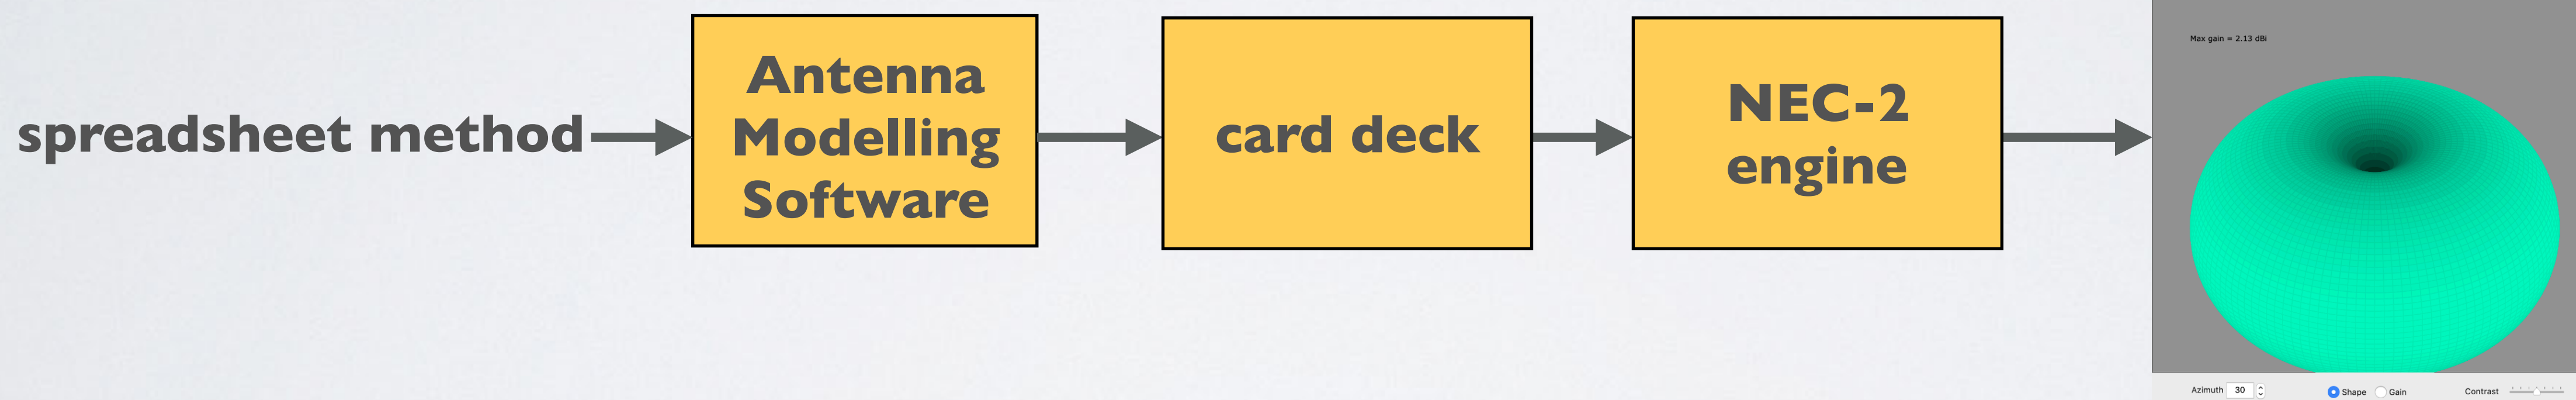 spreadsheet method
Antenna
Modelling
Software
card deck
NEC-2
engine
Max gain = 2.13 dBi
Azimuth 30 Shape Gain Contrast